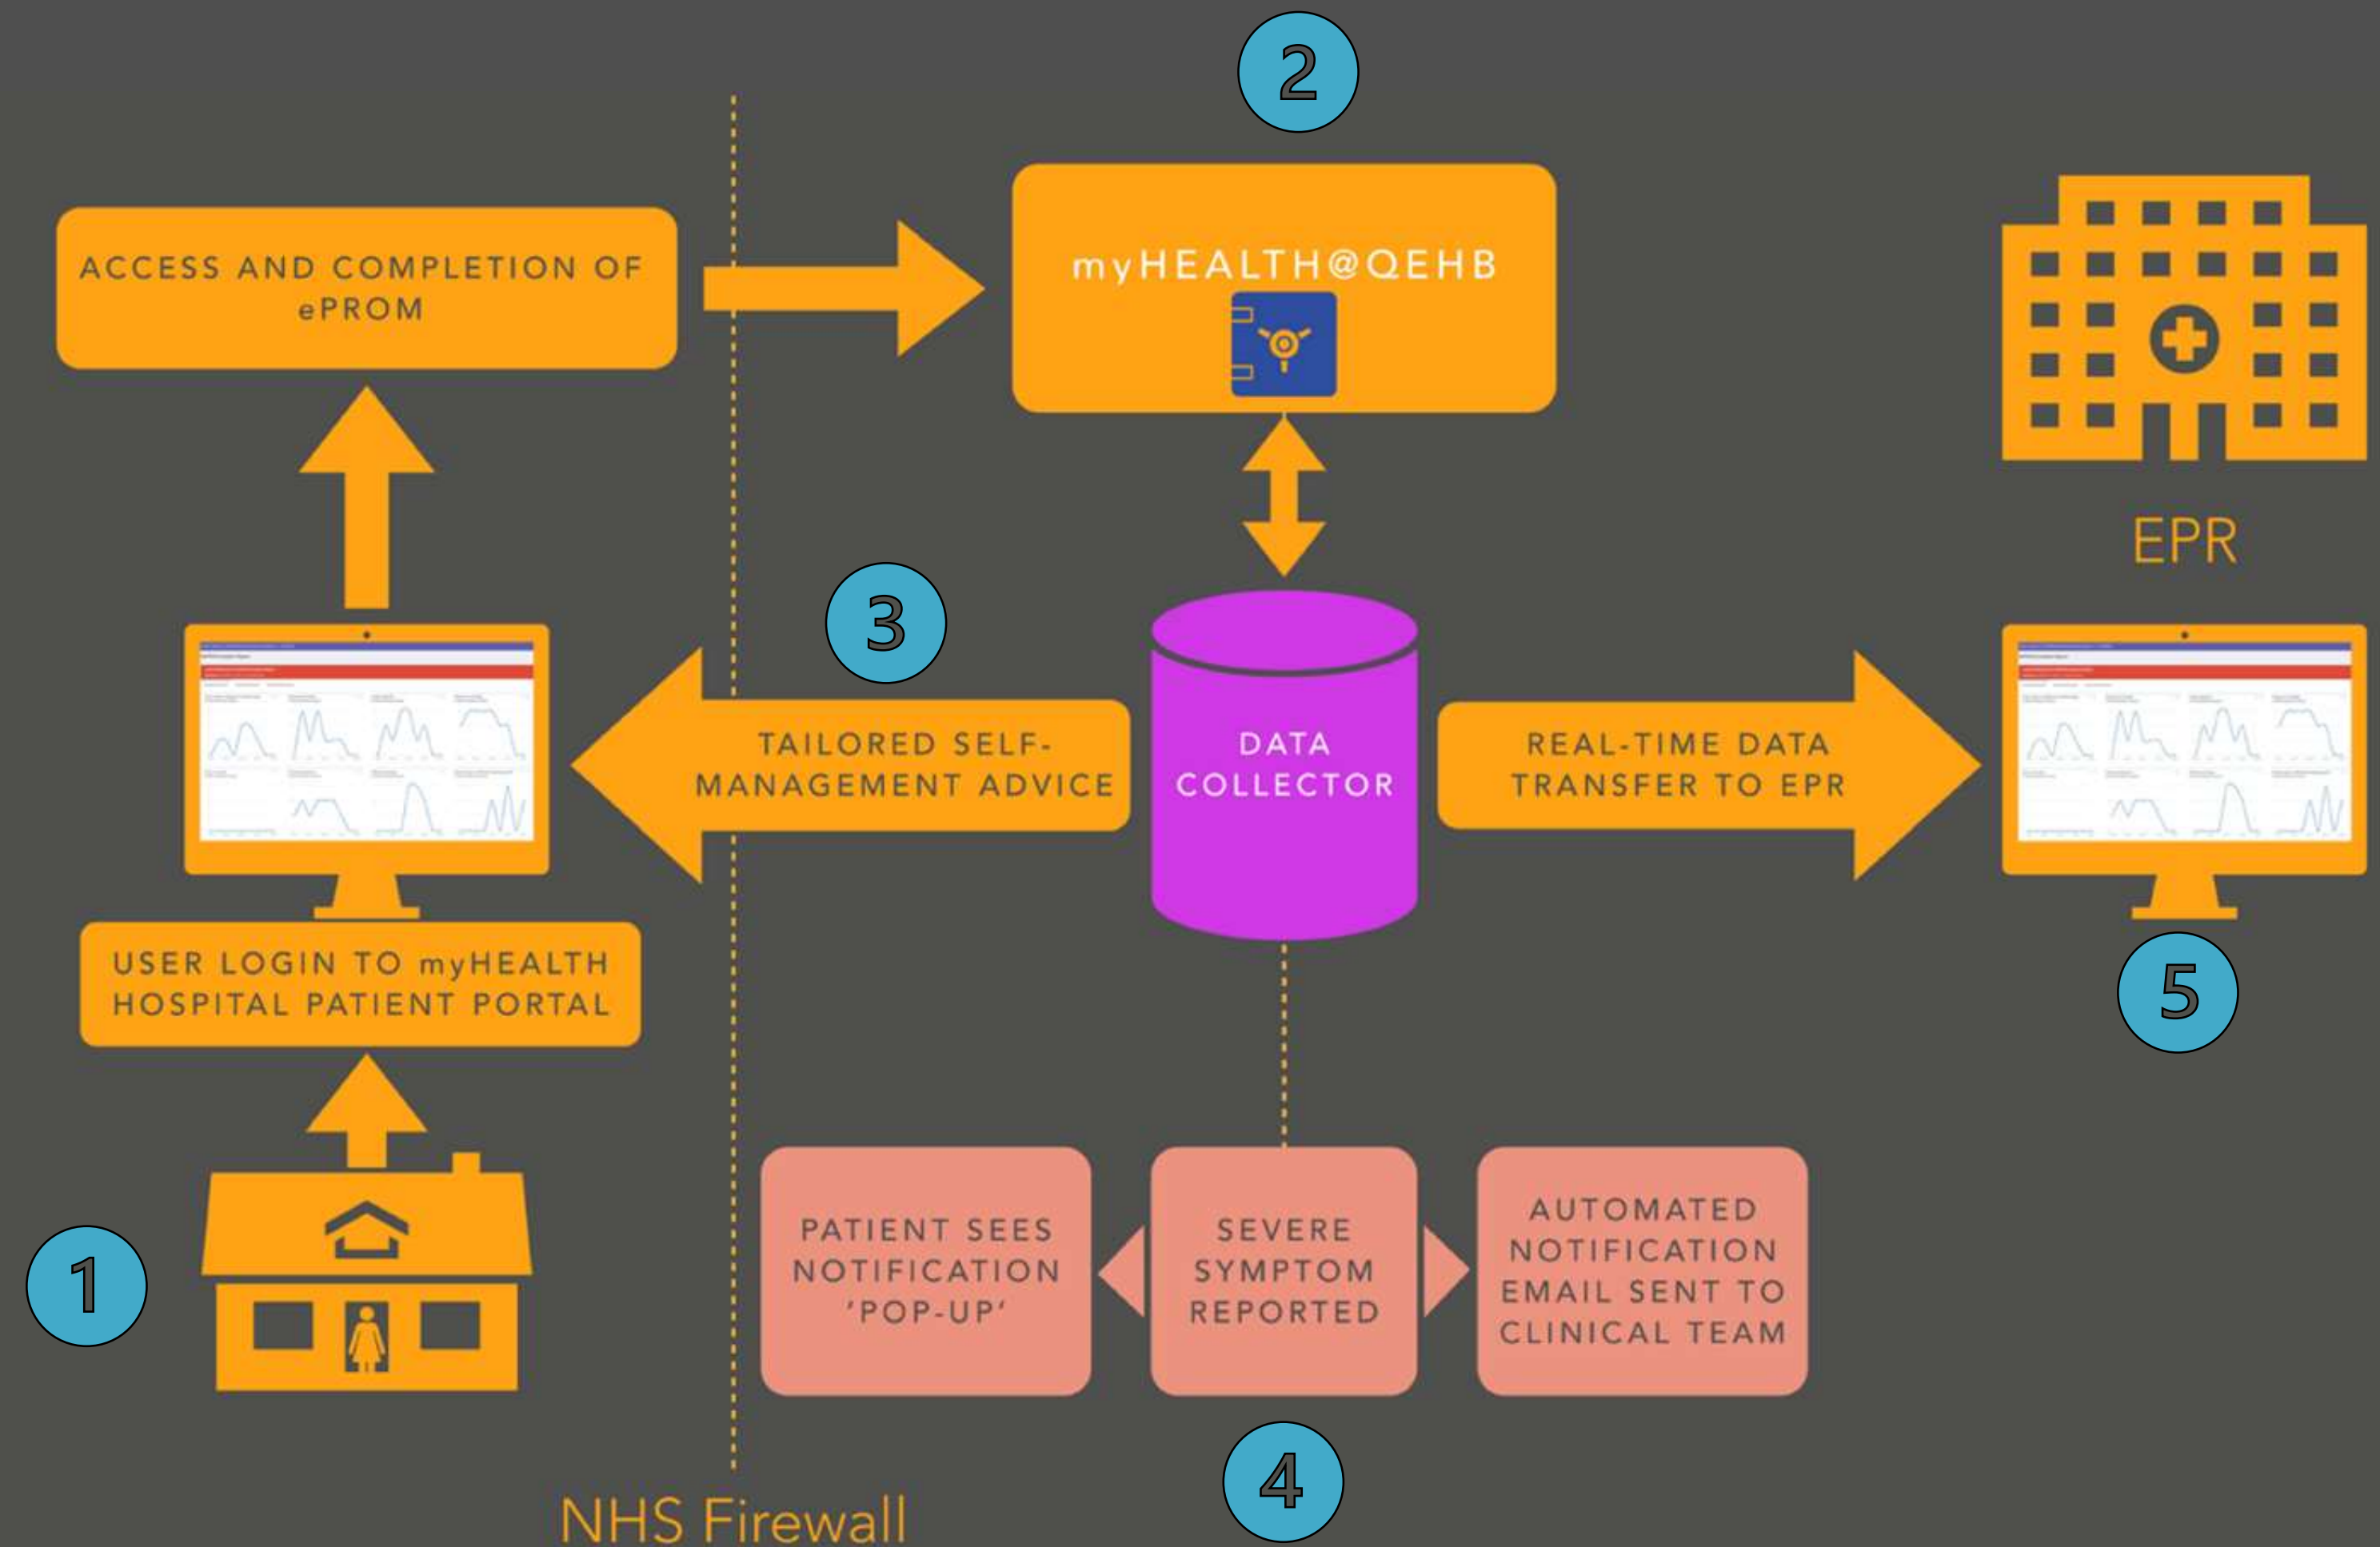 2
ACCESS AND COMPLETION OF
ePROM
myHEALTH@QEHB
EPR
3
TAILORED SELF-
MANAGEMENT ADVICE
DATA
COLLECTOR
REAL-TIME DATA
TRANSFER TO EPR
USER LOGIN TO myHEALTH
HOSPITAL PATIENT PORTAL
5
1
PATIENT SEES
NOTIFICATION
'POP-UP'
SEVERE
SYMPTOM
REPORTED
AUTOMATED
NOTIFICATION
EMAIL SENT TO
CLINICAL TEAM
4
NHS Firewall